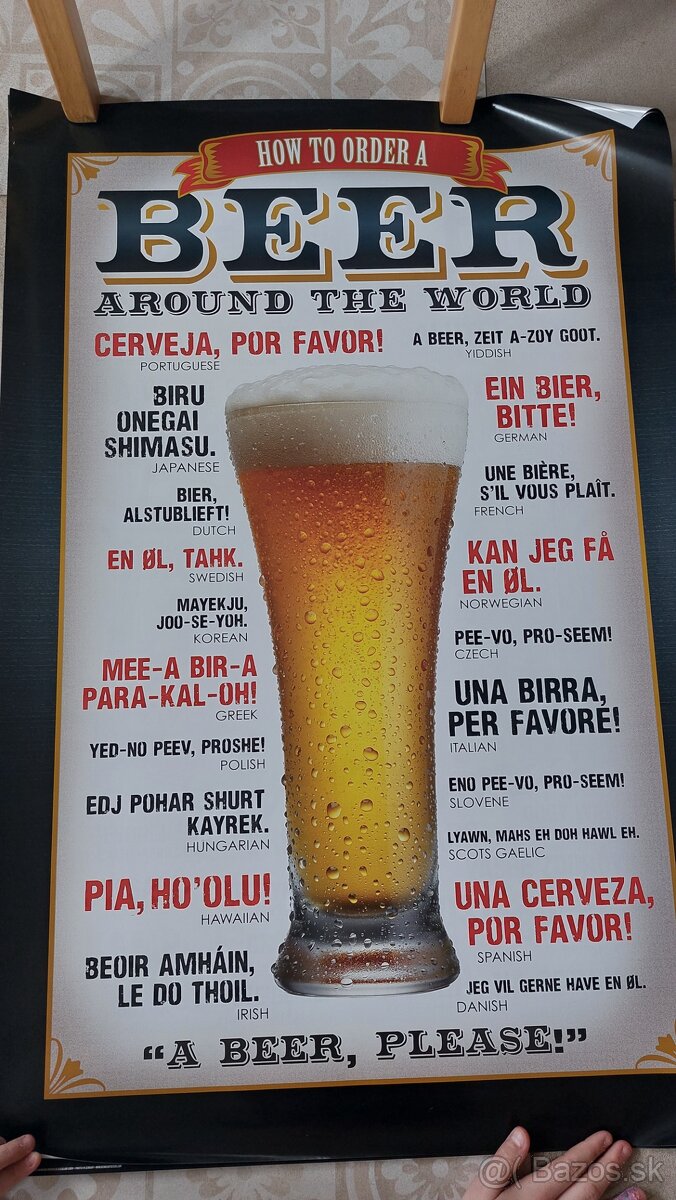 HOW TO ORDER A
BEER
AROUND THE WORLD
CERVEJA, POR FAVOR!
PORTUGUESE
BIRU
ONEGAI
SHIMASU.
JAPANESE
BIER,
ALSTUBLIEFT!
DUTCH
EN ØL, TAHK.
SWEDISH
MAYEKJU,
JOO-SE-YOH.
KOREAN
MEE-A BIR-A
PARA-KAL-OH!
GREEK
YED-NO PEEV, PROSHE!
POLISH
EDJ POHAR SHURT
KAYREK.
HUNGARIAN
PIA, HO'OLU!
HAWAIIAN
BEOIR AMHÁIN,
LE DO THOIL.
IRISH
A BEER, ZEIT A-ZOY GOOT.
YIDDISH
EIN BIER,
BITTE!
GERMAN
UNE BIÈRE,
S'IL VOUS PLAÎT.
FRENCH
KAN JEG FÅ
EN ØL.
NORWEGIAN
PEE-VO, PRO-SEEM!
CZECH
UNA BIRRA,
PER FAVORE!
ITALIAN
ENO PEE-VO, PRO-SEEM!
SLOVENE
LYAWN, MAHS EH DOH HAWL EH.
SCOTS GAELIC
UNA CERVEZA,
POR FAVOR!
SPANISH
JEG VIL GERNE HAVE EN ØL.
DANISH
"A BEER, PLEASE!"
@( Bazos.sk